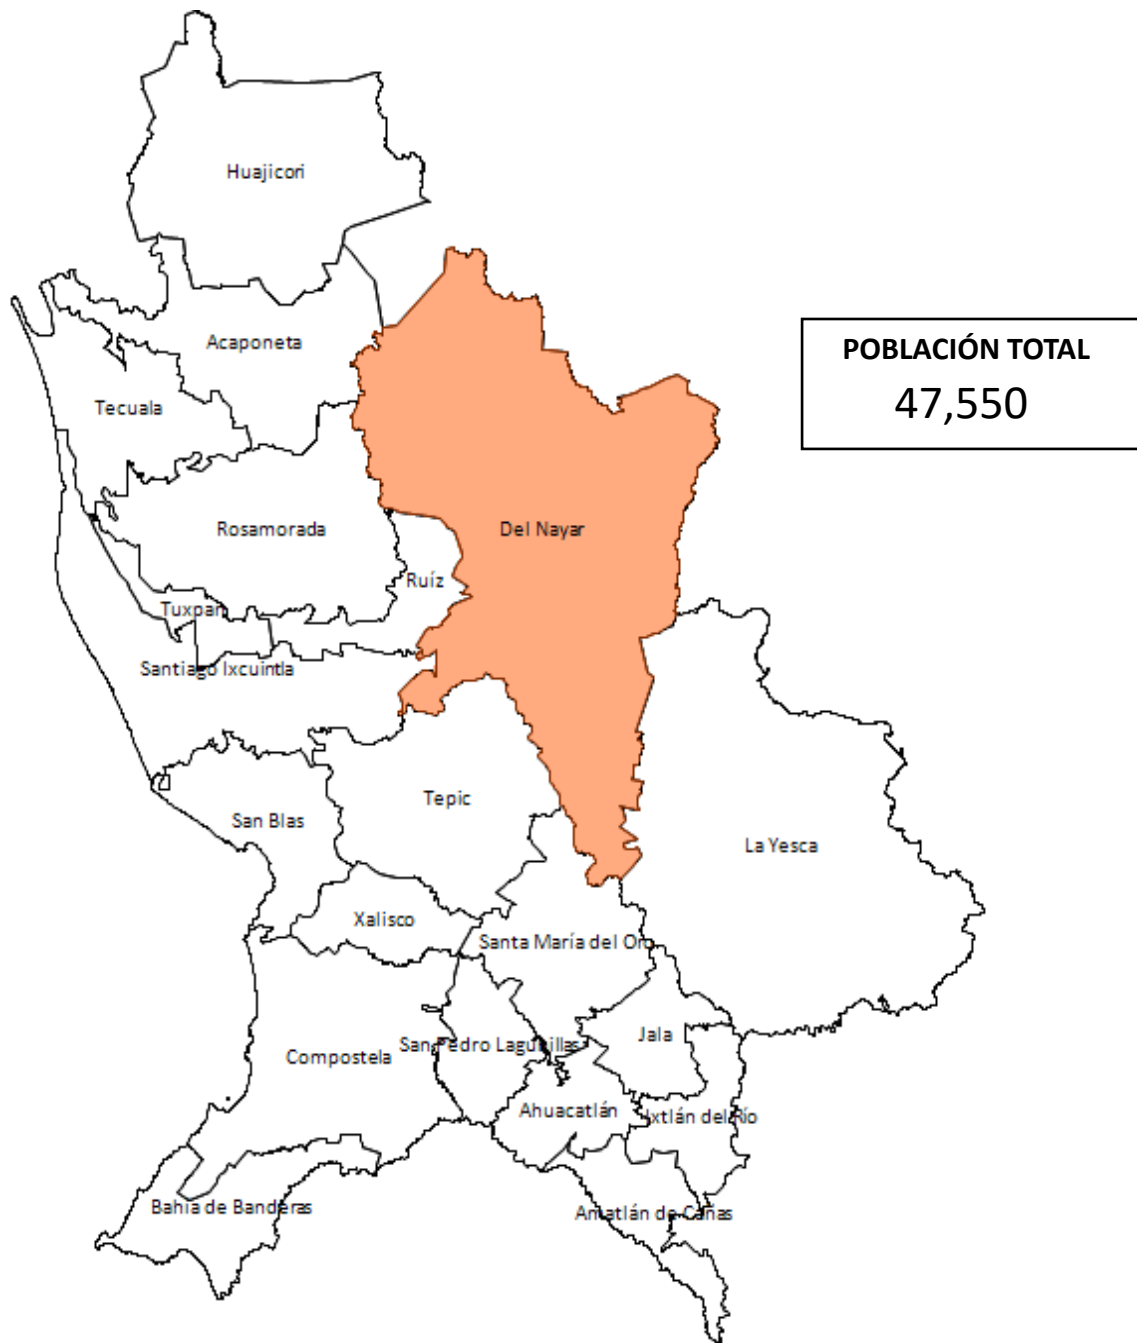 Huajicori
Acaponeta
POBLACIÓN TOTAL
47,550
Tecuala
Rosamorada
Del Nayar
Ruíz
Tuxpan
Santiago Ixcuintla
Tepic
San Blas
La Yesca
Xalisco
Santa María del Oro
Jala
San Pedro Lagunillas
Compostela
Ahuacatlán
Ixtlán del Río
Bahía de Banderas
Amatlán de Cañas